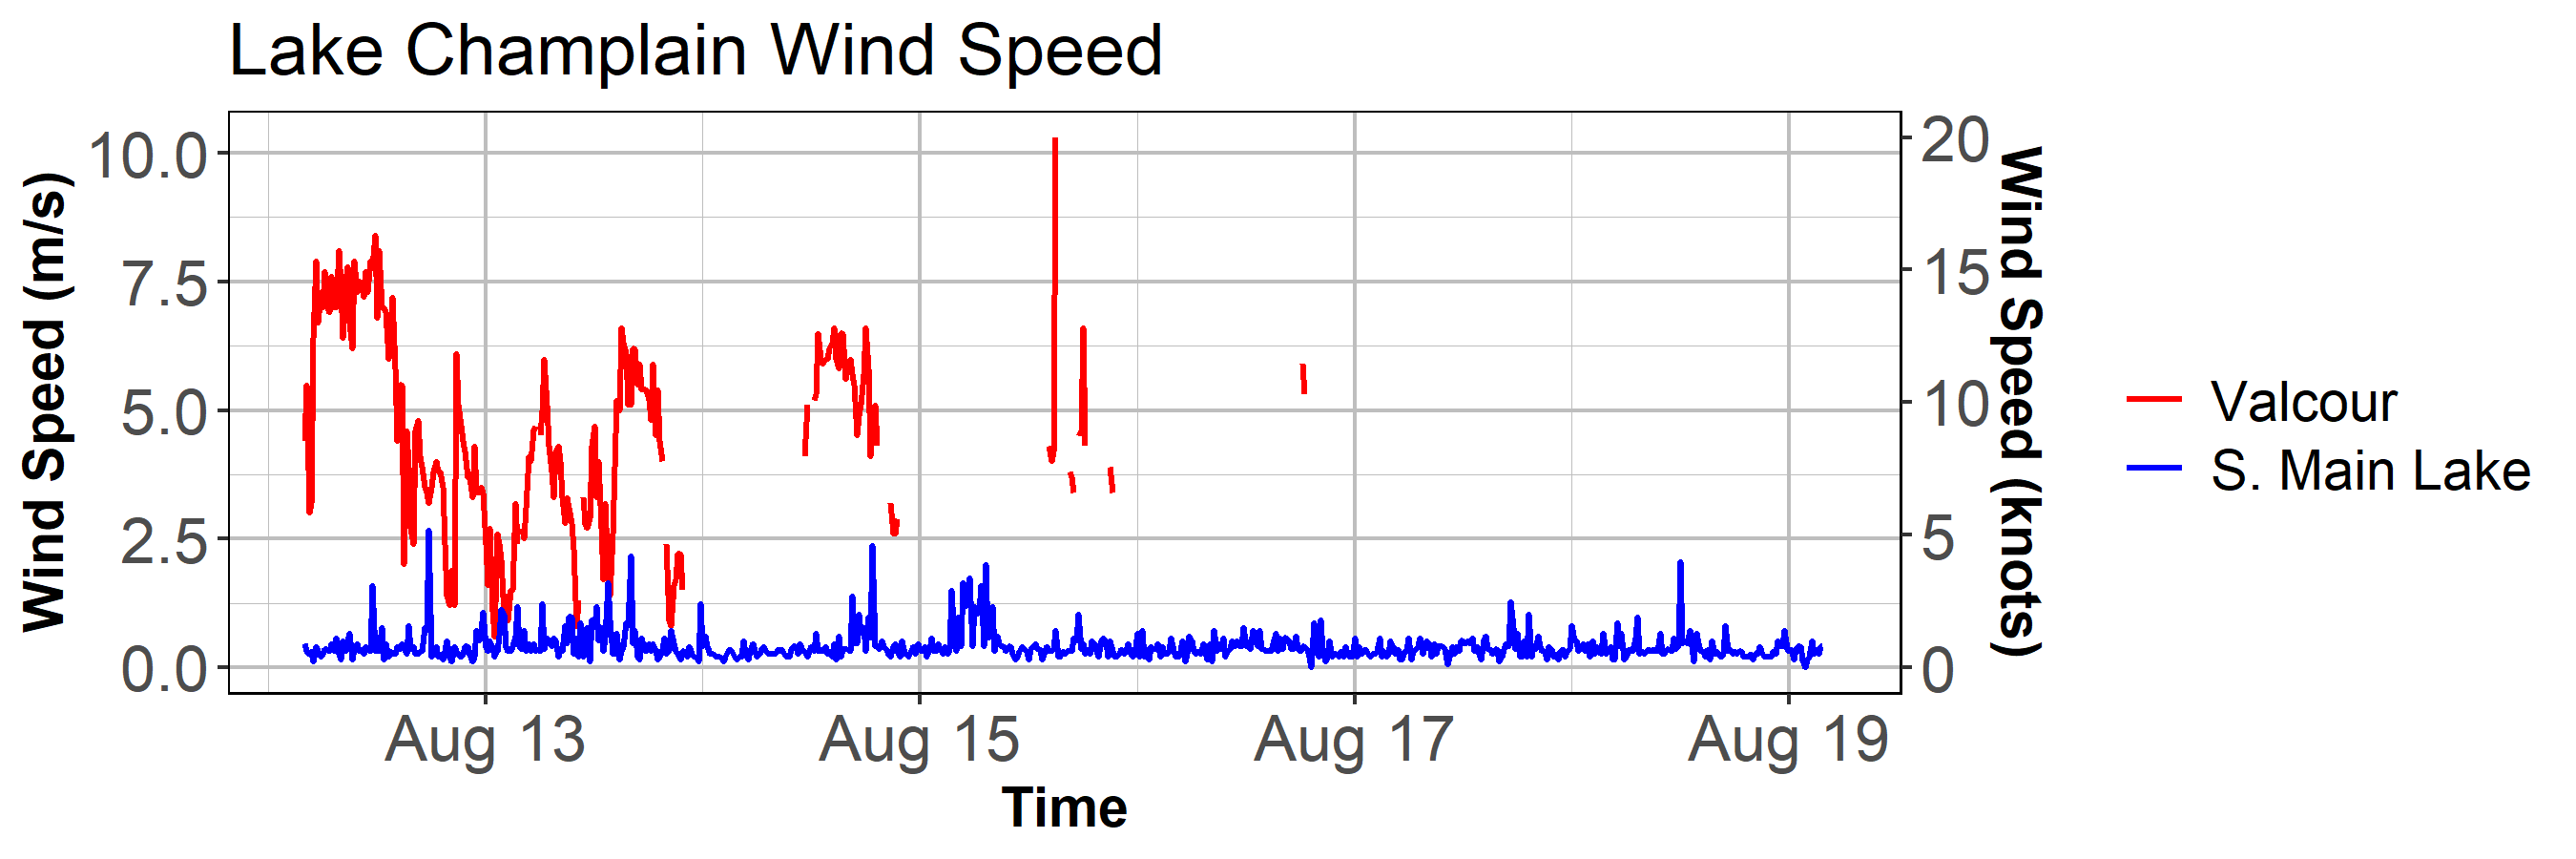 Lake Champlain Wind Speed
Wind Speed (m/s)
10.0
7.5
5.0
2.5
0.0
20
15
10
5
0
Wind Speed (knots)
Aug 13
Aug 15
Aug 17
Aug 19
Time
Valcour
S. Main Lake